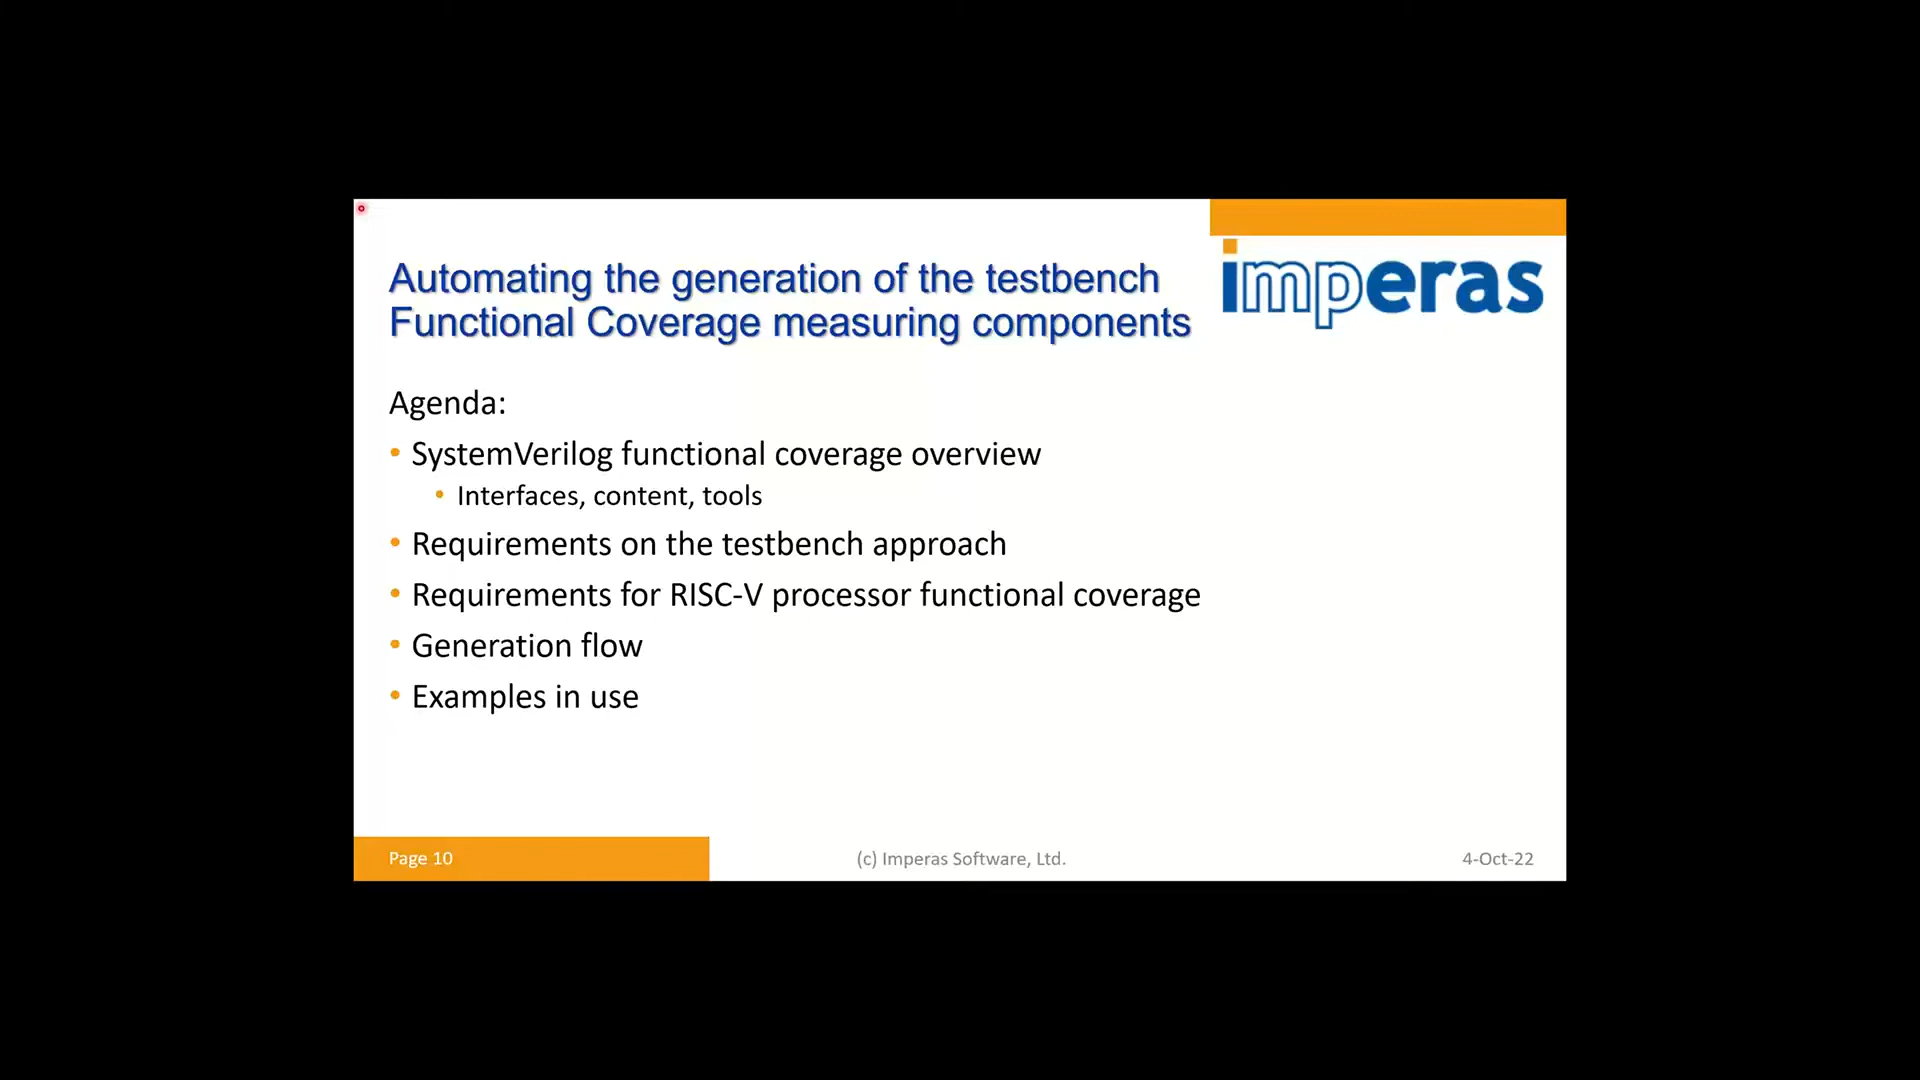 Automating the generation of the testbench
Functional Coverage measuring components
imperas
Agenda:
• SystemVerilog functional coverage overview
• Interfaces, content, tools
• Requirements on the testbench approach
• Requirements for RISC-V processor functional coverage
• Generation flow
• Examples in use
Page 10
(c) Imperas Software, Ltd.
4-Oct-22